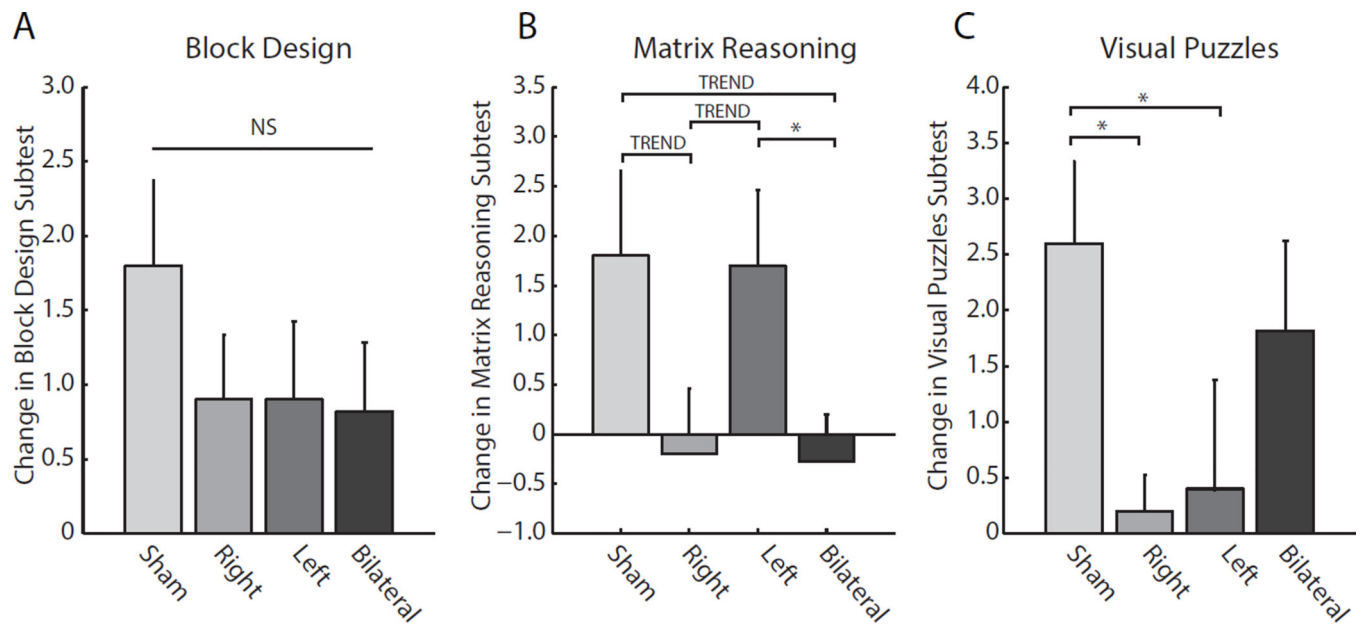 A
Block Design
Change in Block Design Subtest
3.0
2.5
2.0
1.5
1.0
0.5
0
NS
Sham
Right
Left
Bilateral
B
Matrix Reasoning
Change in Matrix Reasoning Subtest
3.5
3.0
2.5
2.0
1.5
1.0
0.5
0
−0.5
−1.0
TREND
TREND
TREND
*
Sham
Right
Left
Bilateral
C
Visual Puzzles
Change in Visual Puzzles Subtest
4.0
3.5
3.0
2.5
2.0
1.5
1.0
0.5
0
*
*
Sham
Right
Left
Bilateral